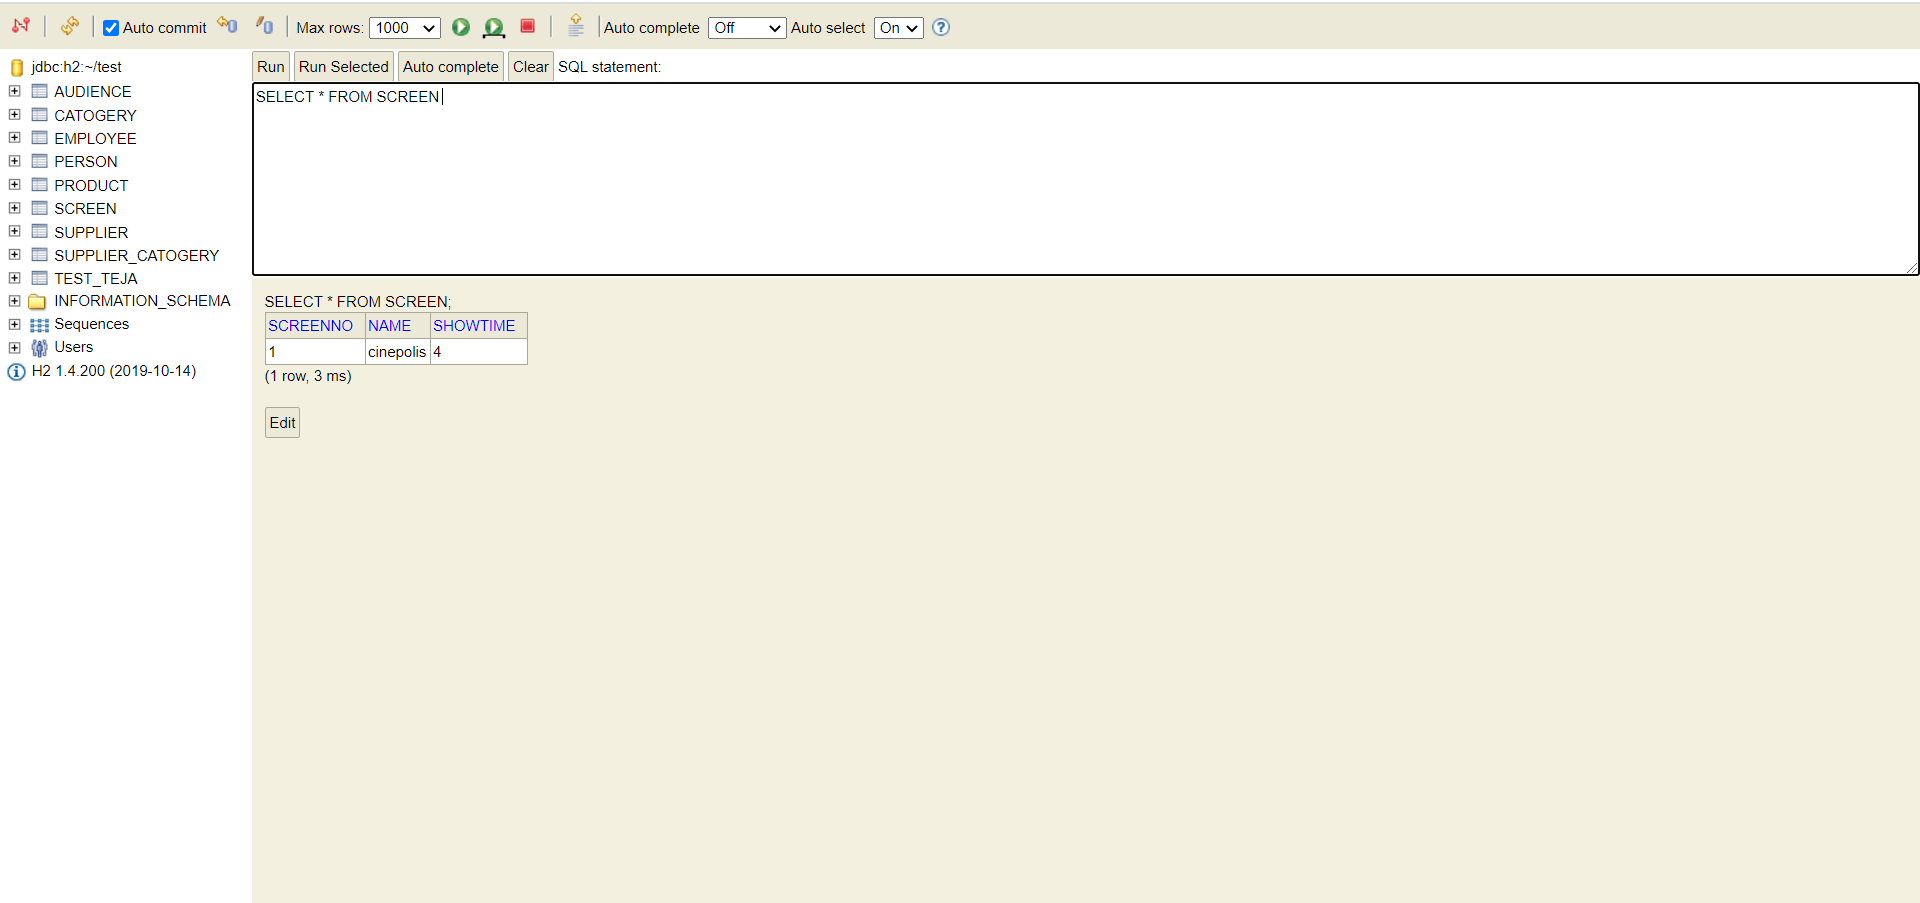 Auto commit Max rows: 1000 Auto complete Off Auto select On ?
jdbc:h2:~/test
AUDIENCE
CATOGERY
EMPLOYEE
PERSON
PRODUCT
SCREEN
SUPPLIER
SUPPLIER_CATOGERY
TEST_TEJA
INFORMATION_SCHEMA
Sequences
Users
H2 1.4.200 (2019-10-14)
Run Run Selected Auto complete Clear SQL statement:
SELECT * FROM SCREEN
SELECT * FROM SCREEN;
SCREENNO NAME SHOWTIME
1 cinepolis 4
(1 row, 3 ms)
Edit